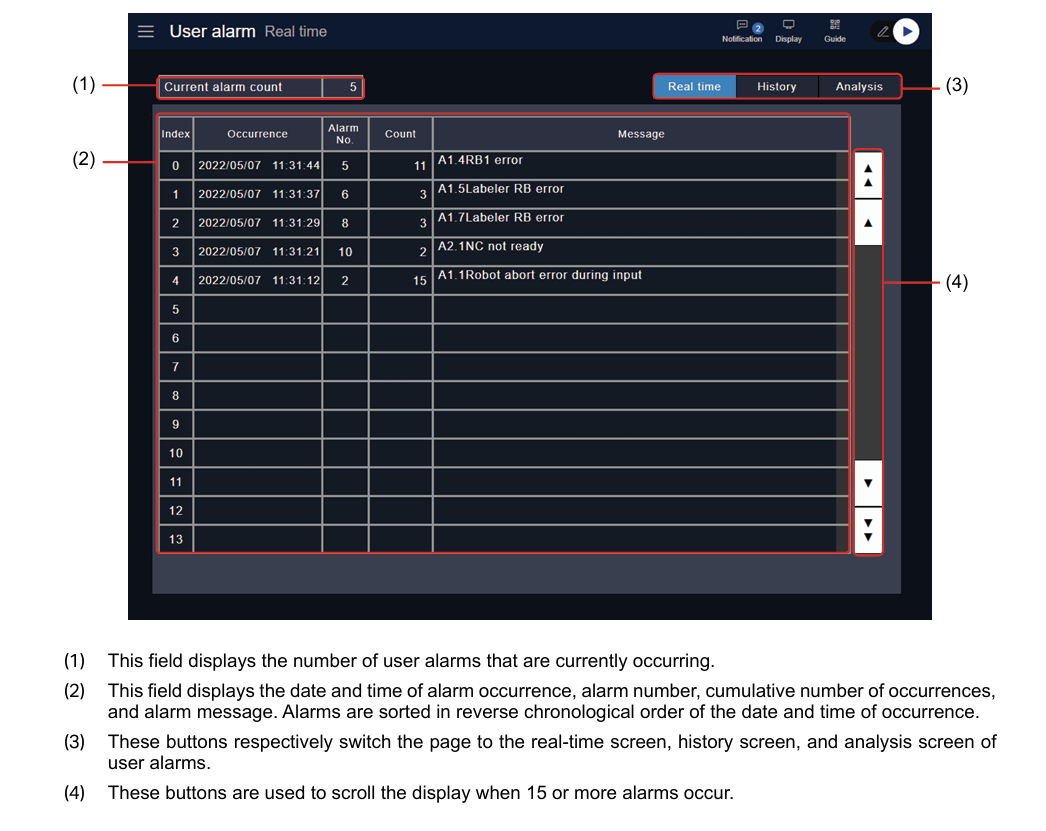 User alarm Real time
Notification 2 Display Guide
(1) Current alarm count 5
Real time History Analysis (3)
(2)
Index Occurrence Alarm No. Count Message
0 2022/05/07 11:31:44 5 11 A1.4RB1 error
1 2022/05/07 11:31:37 6 3 A1.5Labeler RB error
2 2022/05/07 11:31:29 8 3 A1.7Labeler RB error
3 2022/05/07 11:31:21 10 2 A2.1NC not ready
4 2022/05/07 11:31:12 2 15 A1.1Robot abort error during input
(4)
5
6
7
8
9
10
11
12
13
(1) This field displays the number of user alarms that are currently occurring.
(2) This field displays the date and time of alarm occurrence, alarm number, cumulative number of occurrences,
and alarm message. Alarms are sorted in reverse chronological order of the date and time of occurrence.
(3) These buttons respectively switch the page to the real-time screen, history screen, and analysis screen of
user alarms.
(4) These buttons are used to scroll the display when 15 or more alarms occur.